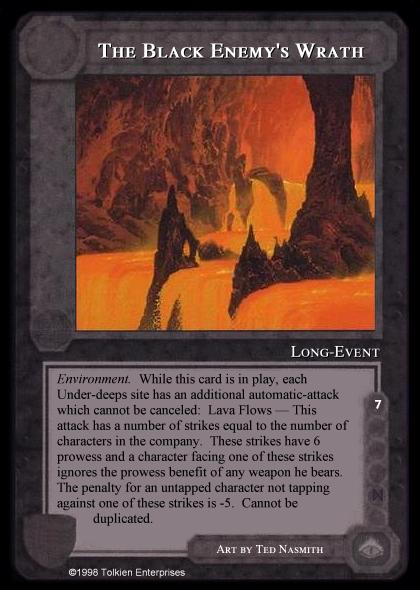 The Black Enemy's Wrath
Long-Event
Environment. While this card is in play, each
Under-deeps site has an additional automatic-attack
which cannot be canceled: Lava Flows — This
attack has a number of strikes equal to the number of
characters in the company. These strikes have 6
prowess and a character facing one of these strikes
ignores the prowess benefit of any weapon he bears.
The penalty for an untapped character not tapping
against one of these strikes is -5. Cannot be
duplicated.
7
Art by Ted Nasmith
©1998 Tolkien Enterprises